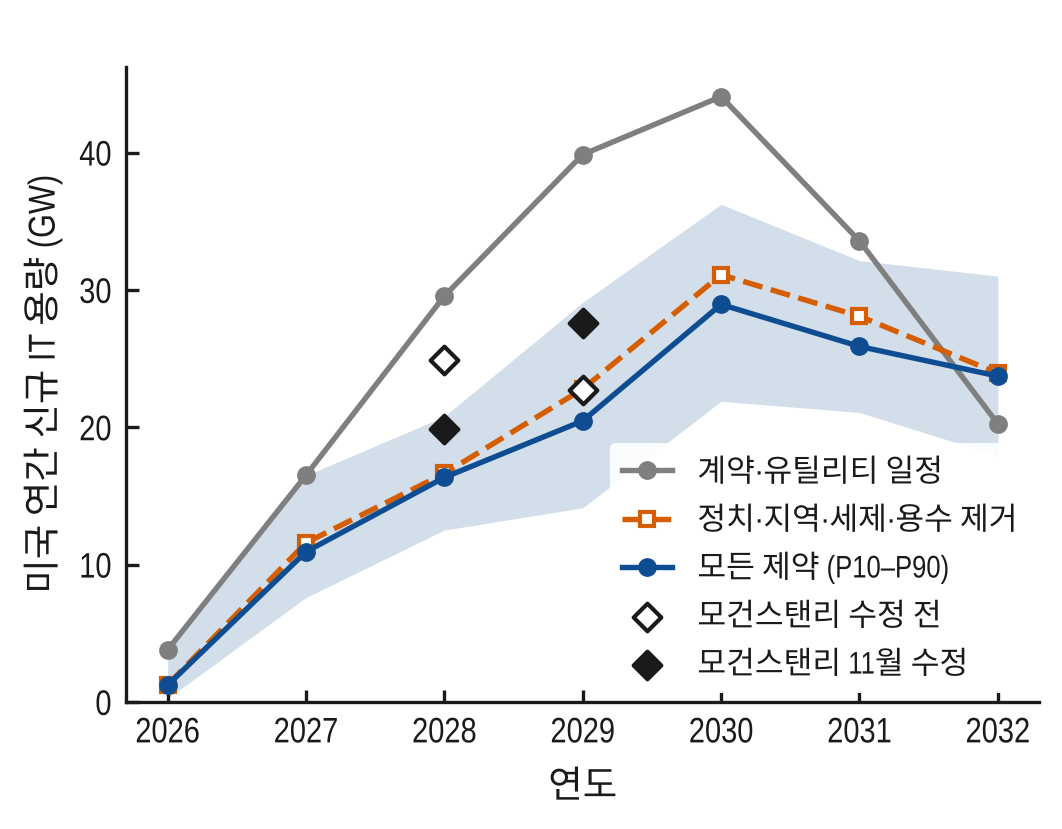 미국 연간 신규 IT 용량 (GW)
40
30
20
10
0
2026 2027 2028 2029 2030 2031 2032
연도
계약·유틸리티 일정
정치·지역·세제·용수 제거
모든 제약 (P10–P90)
모건스탠리 수정 전
모건스탠리 11월 수정